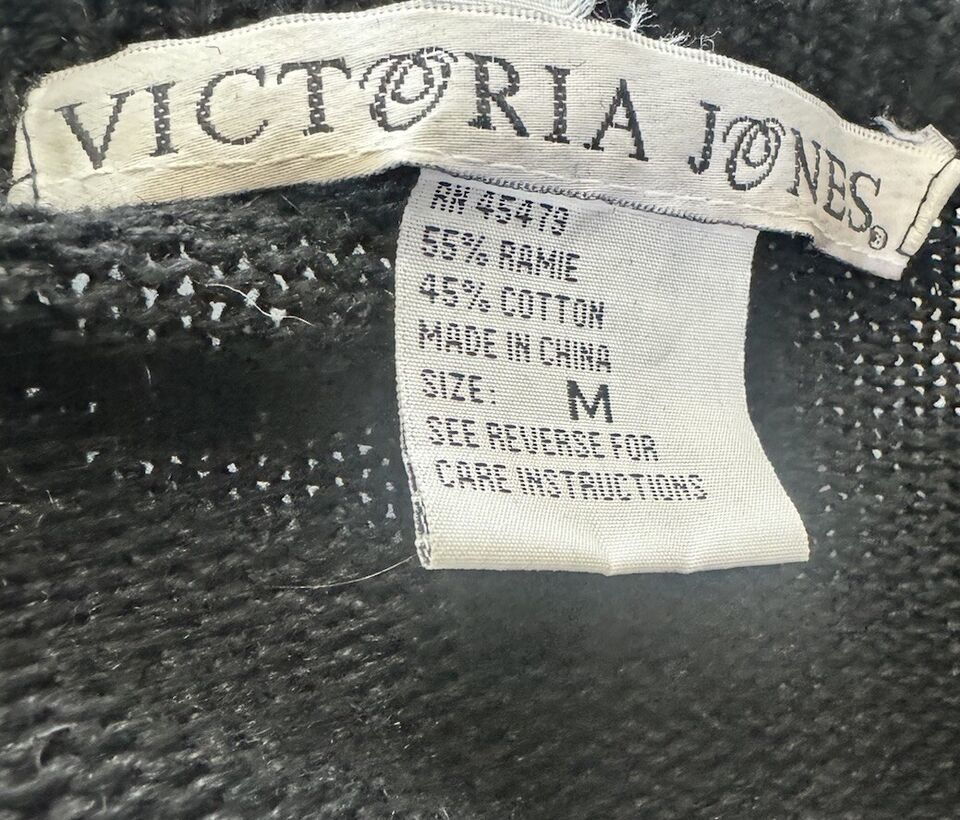 VICTORIA JONES®
RN 45479
55% RAMIE
45% COTTON
MADE IN CHINA
SIZE: M
SEE REVERSE FOR
CARE INSTRUCTIONS